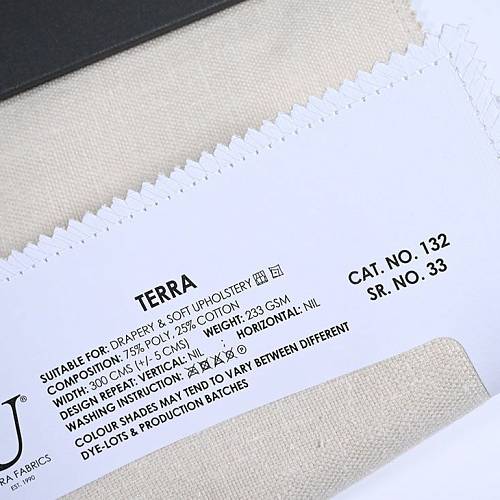 TERRA
SUITABLE FOR: DRAPERY & SOFT UPHOLSTERY
COMPOSITION: 75% POLY, 25% COTTON
WIDTH: 300 CMS (+/- 5 CMS) WEIGHT: 233 GSM
DESIGN REPEAT: VERTICAL: NIL ; HORIZONTAL: NIL
WASHING INSTRUCTION:
COLOUR SHADES MAY TEND TO VARY BETWEEN DIFFERENT
DYE-LOTS & PRODUCTION BATCHES
CAT. NO. 132
SR. NO. 33
U®
RA FABRICS
EST. 1990